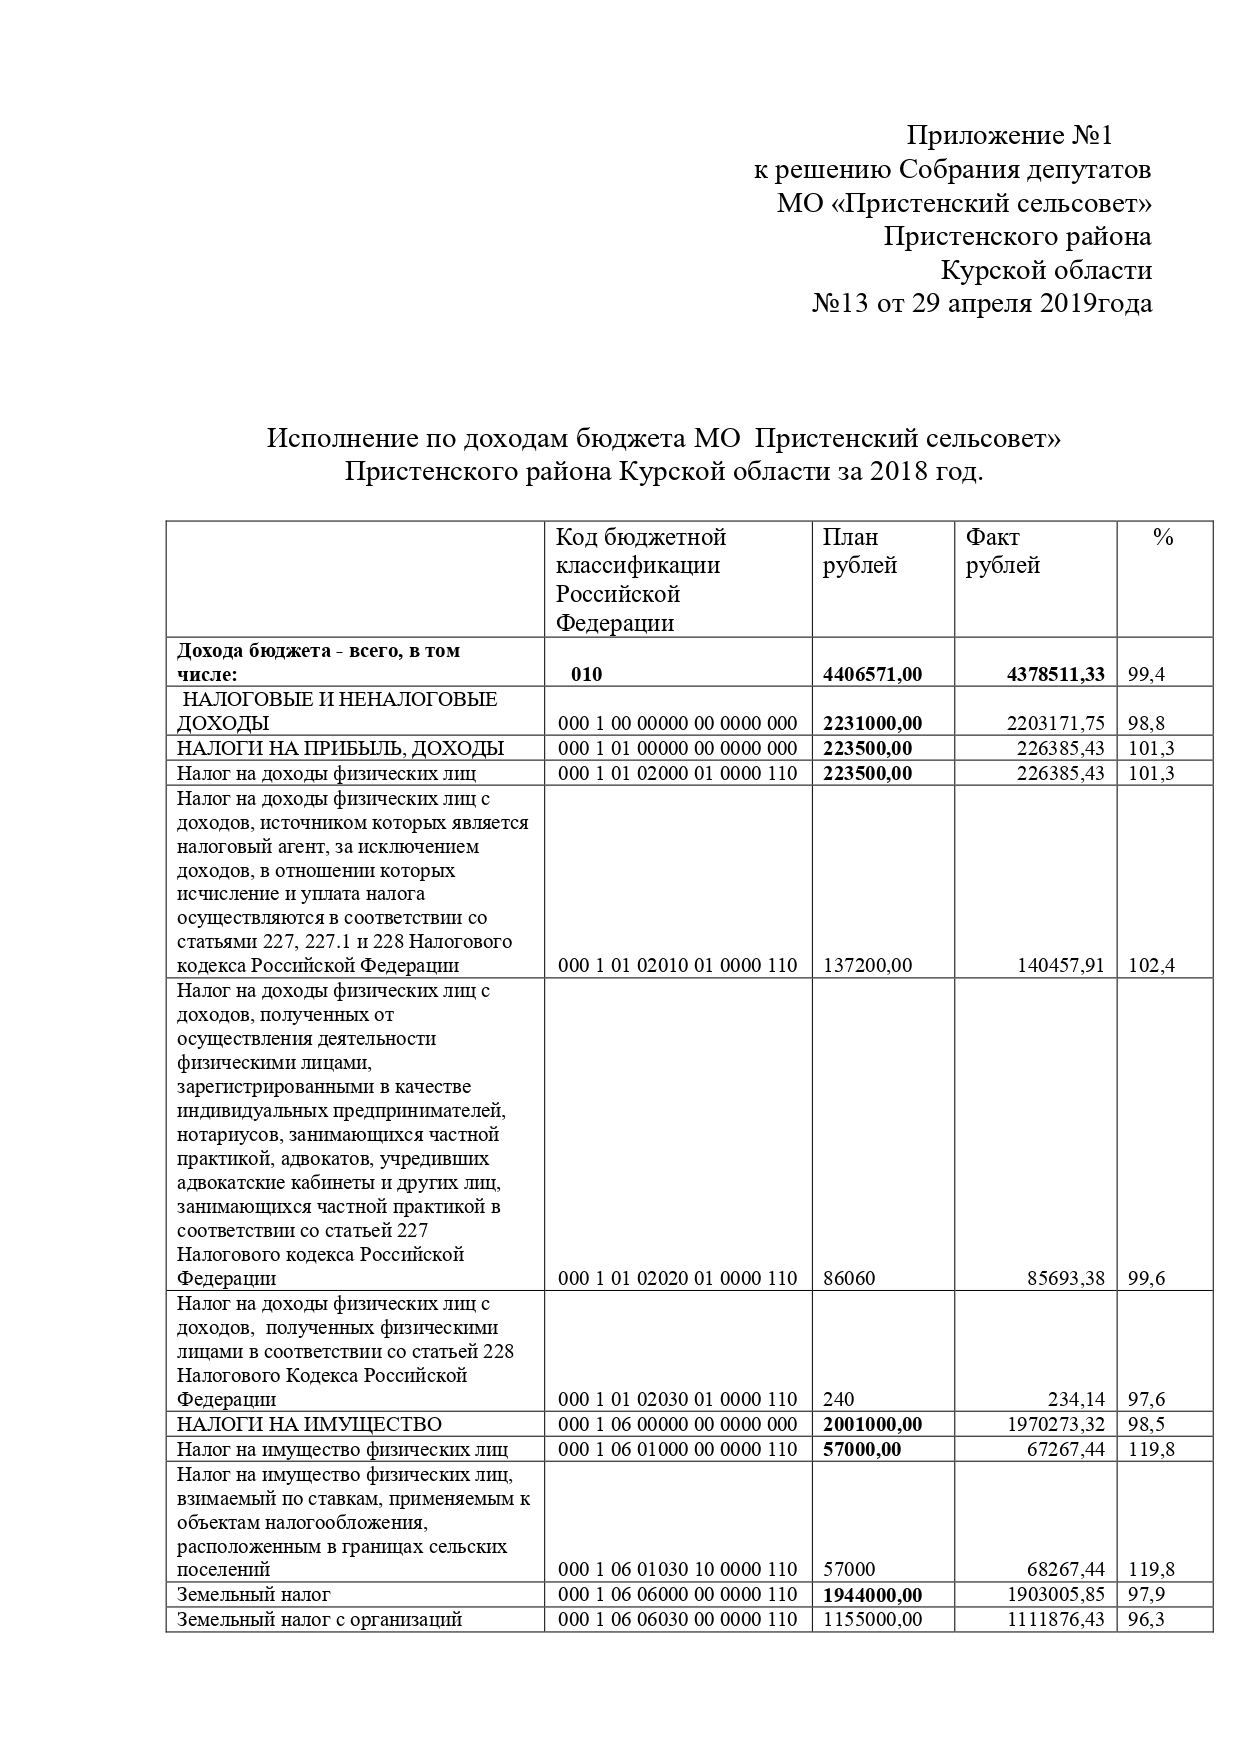 Приложение №1
к решению Собрания депутатов
МО «Пристенский сельсовет»
Пристенского района
Курской области
№13 от 29 апреля 2019года
Исполнение по доходам бюджета МО  Пристенский сельсовет»
Пристенского района Курской области за 2018 год.
Код бюджетной
классификации
Российской
Федерации
План
рублей
Факт
рублей
%
Дохода бюджета - всего, в том
числе:
010 4406571,00 4378511,33 99,4
НАЛОГОВЫЕ И НЕНАЛОГОВЫЕ
ДОХОДЫ 000 1 00 00000 00 0000 000 2231000,00 2203171,75 98,8
НАЛОГИ НА ПРИБЫЛЬ, ДОХОДЫ 000 1 01 00000 00 0000 000 223500,00 226385,43 101,3
Налог на доходы физических лиц 000 1 01 02000 01 0000 110 223500,00 226385,43 101,3
Налог на доходы физических лиц с
доходов, источником которых является
налоговый агент, за исключением
доходов, в отношении которых
исчисление и уплата налога
осуществляются в соответствии со
статьями 227, 227.1 и 228 Налогового
кодекса Российской Федерации 000 1 01 02010 01 0000 110 137200,00 140457,91 102,4
Налог на доходы физических лиц с
доходов, полученных от
осуществления деятельности
физическими лицами,
зарегистрированными в качестве
индивидуальных предпринимателей,
нотариусов, занимающихся частной
практикой, адвокатов, учредивших
адвокатские кабинеты и других лиц,
занимающихся частной практикой в
соответствии со статьей 227
Налогового кодекса Российской
Федерации 000 1 01 02020 01 0000 110 86060 85693,38 99,6
Налог на доходы физических лиц с
доходов,  полученных физическими
лицами в соответствии со статьей 228
Налогового Кодекса Российской
Федерации 000 1 01 02030 01 0000 110 240 234,14 97,6
НАЛОГИ НА ИМУЩЕСТВО 000 1 06 00000 00 0000 000 2001000,00 1970273,32 98,5
Налог на имущество физических лиц 000 1 06 01000 00 0000 110 57000,00 67267,44 119,8
Налог на имущество физических лиц,
взимаемый по ставкам, применяемым к
объектам налогообложения,
расположенным в границах сельских
поселений 000 1 06 01030 10 0000 110 57000 68267,44 119,8
Земельный налог 000 1 06 06000 00 0000 110 1944000,00 1903005,85 97,9
Земельный налог с организаций 000 1 06 06030 00 0000 110 1155000,00 1111876,43 96,3